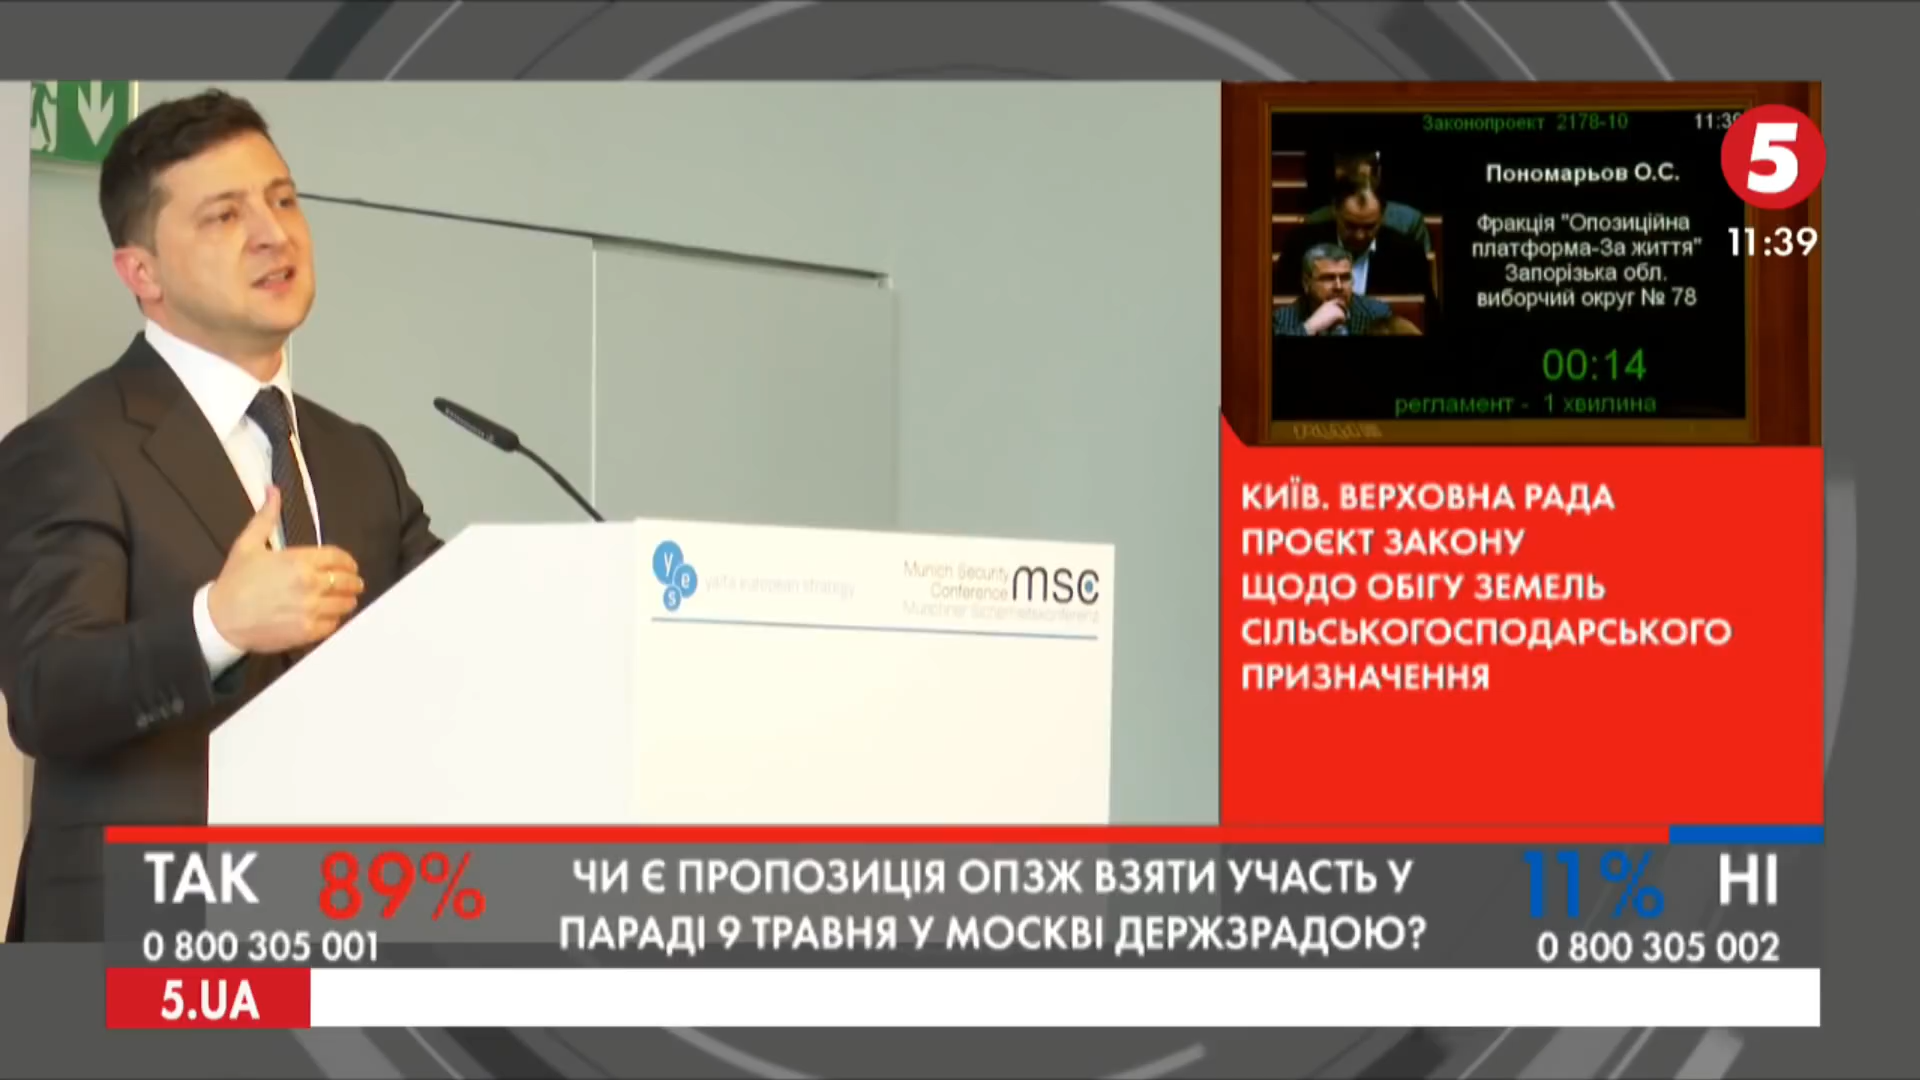 Законопроект 2178-10
11:39
Пономарьов О.С.
Фракція "Опозиційна
платформа-За життя"
Запорізька обл.
виборчий округ № 78
00:14
регламент - 1 хвилина
5
11:39
yes
yalta european strategy
Munich Security
Conference
Münchner Sicherheitskonferenz
msc
КИЇВ. ВЕРХОВНА РАДА
ПРОЄКТ ЗАКОНУ
ЩОДО ОБІГУ ЗЕМЕЛЬ
СІЛЬСЬКОГОСПОДАРСЬКОГО
ПРИЗНАЧЕННЯ
ТАК 89%
0 800 305 001
ЧИ Є ПРОПОЗИЦІЯ ОПЗЖ ВЗЯТИ УЧАСТЬ У
ПАРАДІ 9 ТРАВНЯ У МОСКВІ ДЕРЖЗРАДОЮ?
11% НІ
0 800 305 002
5.UA